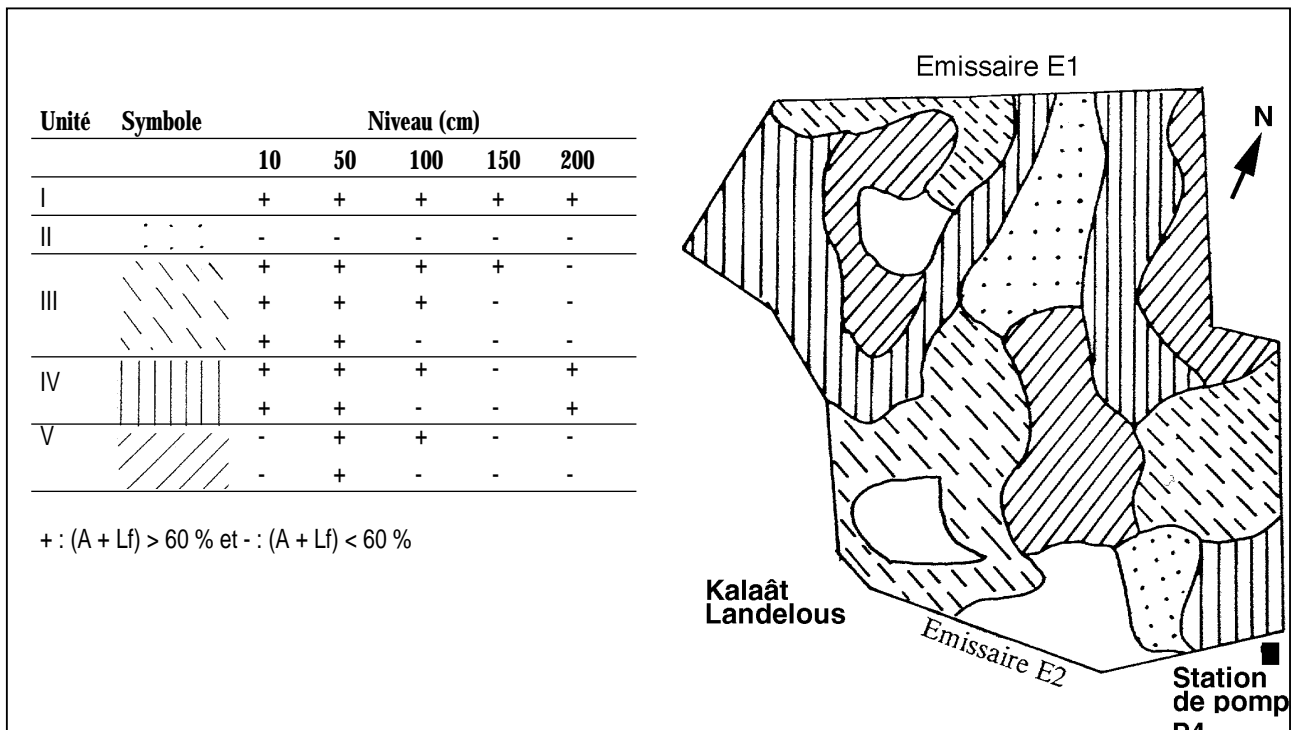 Unité Symbole Niveau (cm)
10 50 100 150 200
I + + + + +
II - - - - -
+ + + + -
III + + + - -
+ + - - -
IV + + + - +
+ + - - +
V - + + - -
- + - - -
+ : (A + Lf) > 60 % et - : (A + Lf) < 60 %
Emissaire E1
N
Kalaât
Landelous
Emissaire E2
Station
de pomp